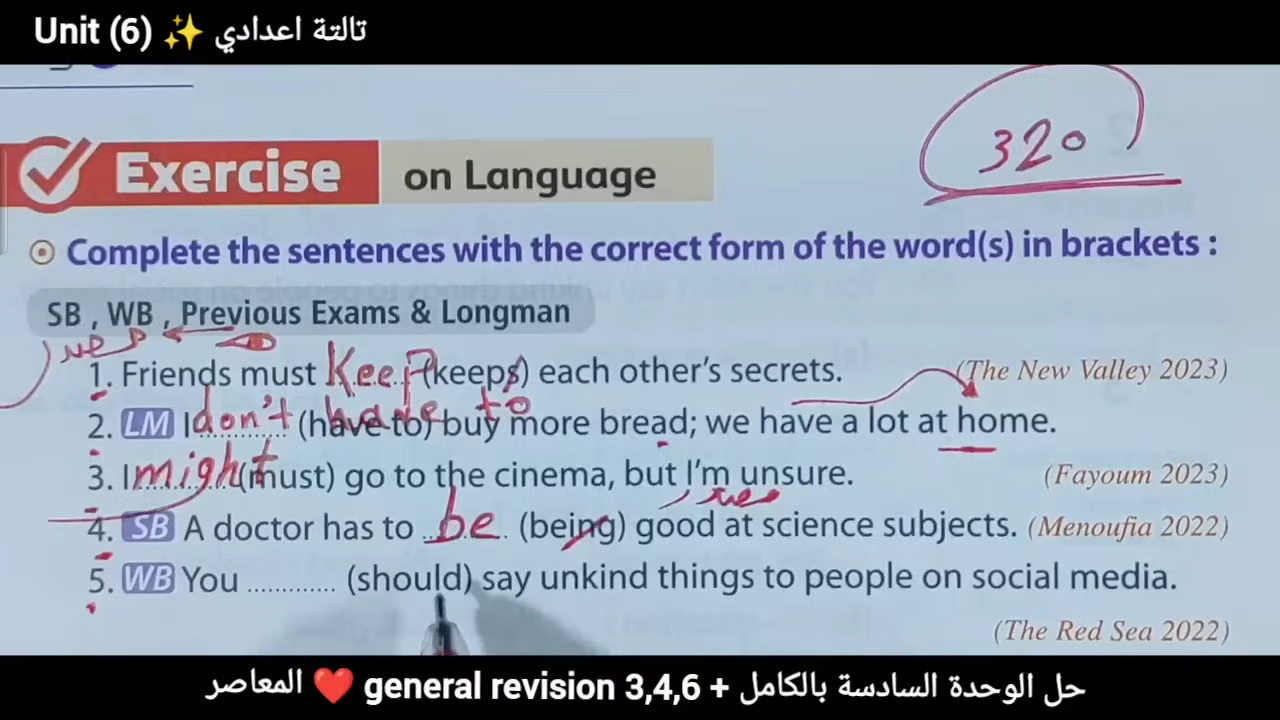 Unit (6) ✨ تالتة اعدادي
320
Exercise on Language
Complete the sentences with the correct form of the word(s) in brackets :
SB , WB , Previous Exams & Longman
مصدر
1. Friends must keep (keeps) each other's secrets. (The New Valley 2023)
2. LM I don't have to (have to) buy more bread; we have a lot at home.
3. I might (must) go to the cinema, but I'm unsure. (Fayoum 2023)
مصدر
4. SB A doctor has to be (being) good at science subjects. (Menoufia 2022)
5. WB You ............. (should) say unkind things to people on social media.
(The Red Sea 2022)
حل الوحدة السادسة بالكامل + general revision 3,4,6 ❤️ المعاصر